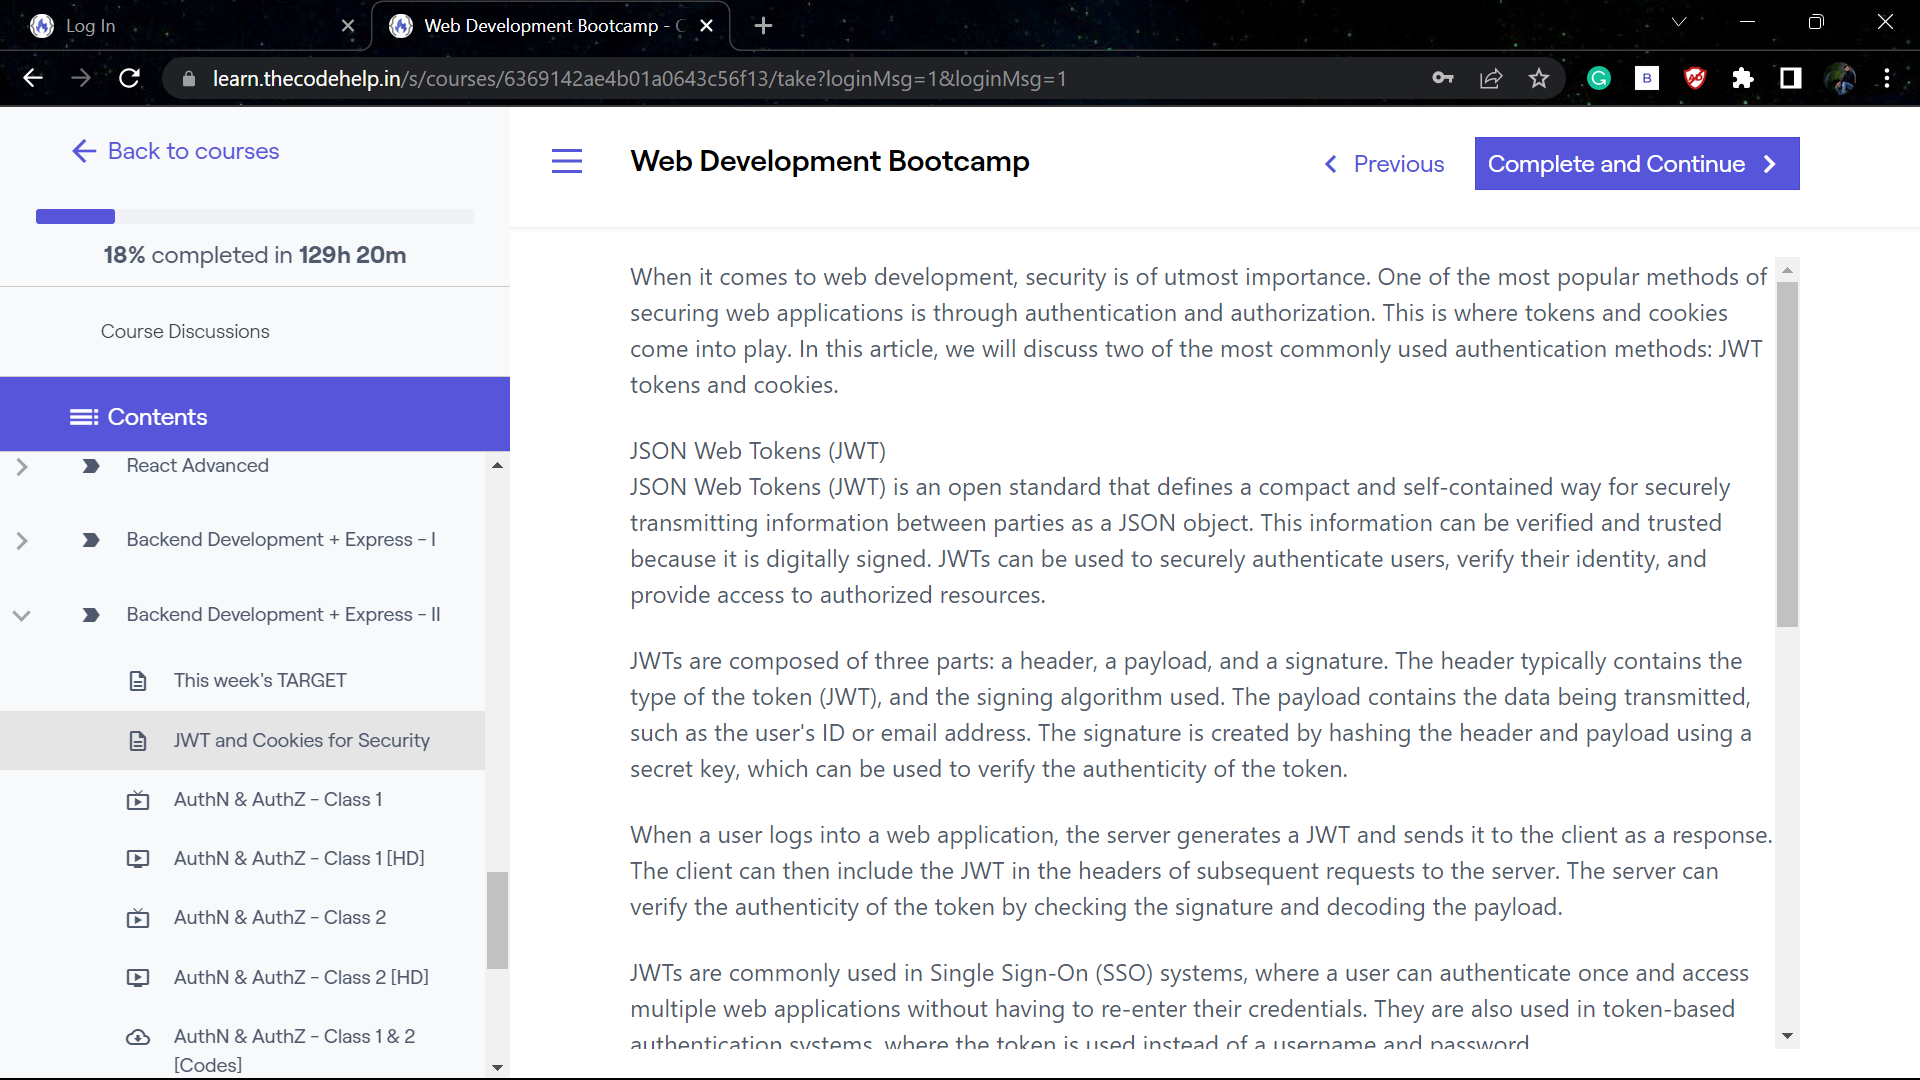 Log In
Web Development Bootcamp - C
learn.thecodehelp.in/s/courses/6369142ae4b01a0643c56f13/take?loginMsg=1&loginMsg=1
Back to courses
18% completed in 129h 20m
Course Discussions
Contents
React Advanced
Backend Development + Express - I
Backend Development + Express - II
This week's TARGET
JWT and Cookies for Security
AuthN & AuthZ - Class 1
AuthN & AuthZ - Class 1 [HD]
AuthN & AuthZ - Class 2
AuthN & AuthZ - Class 2 [HD]
AuthN & AuthZ - Class 1 & 2
[Codes]
Web Development Bootcamp
Previous
Complete and Continue
When it comes to web development, security is of utmost importance. One of the most popular methods of
securing web applications is through authentication and authorization. This is where tokens and cookies
come into play. In this article, we will discuss two of the most commonly used authentication methods: JWT
tokens and cookies.
JSON Web Tokens (JWT)
JSON Web Tokens (JWT) is an open standard that defines a compact and self-contained way for securely
transmitting information between parties as a JSON object. This information can be verified and trusted
because it is digitally signed. JWTs can be used to securely authenticate users, verify their identity, and
provide access to authorized resources.
JWTs are composed of three parts: a header, a payload, and a signature. The header typically contains the
type of the token (JWT), and the signing algorithm used. The payload contains the data being transmitted,
such as the user's ID or email address. The signature is created by hashing the header and payload using a
secret key, which can be used to verify the authenticity of the token.
When a user logs into a web application, the server generates a JWT and sends it to the client as a response.
The client can then include the JWT in the headers of subsequent requests to the server. The server can
verify the authenticity of the token by checking the signature and decoding the payload.
JWTs are commonly used in Single Sign-On (SSO) systems, where a user can authenticate once and access
multiple web applications without having to re-enter their credentials. They are also used in token-based
authentication systems, where the token is used instead of a username and password.